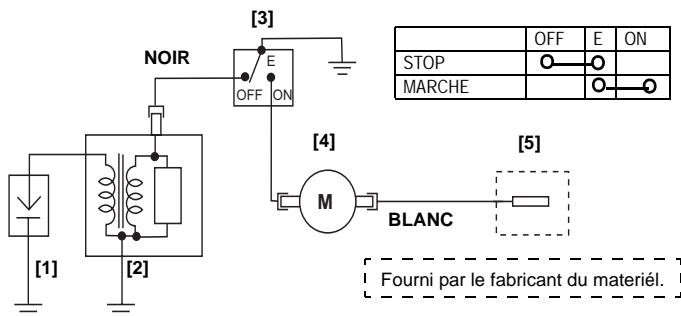 [3]
NOIR
E
OFF
ON
OFF E ON
STOP
MARCHE
[4]
[5]
M
BLANC
[1]
[2]
Fourni par le fabricant du materiél.